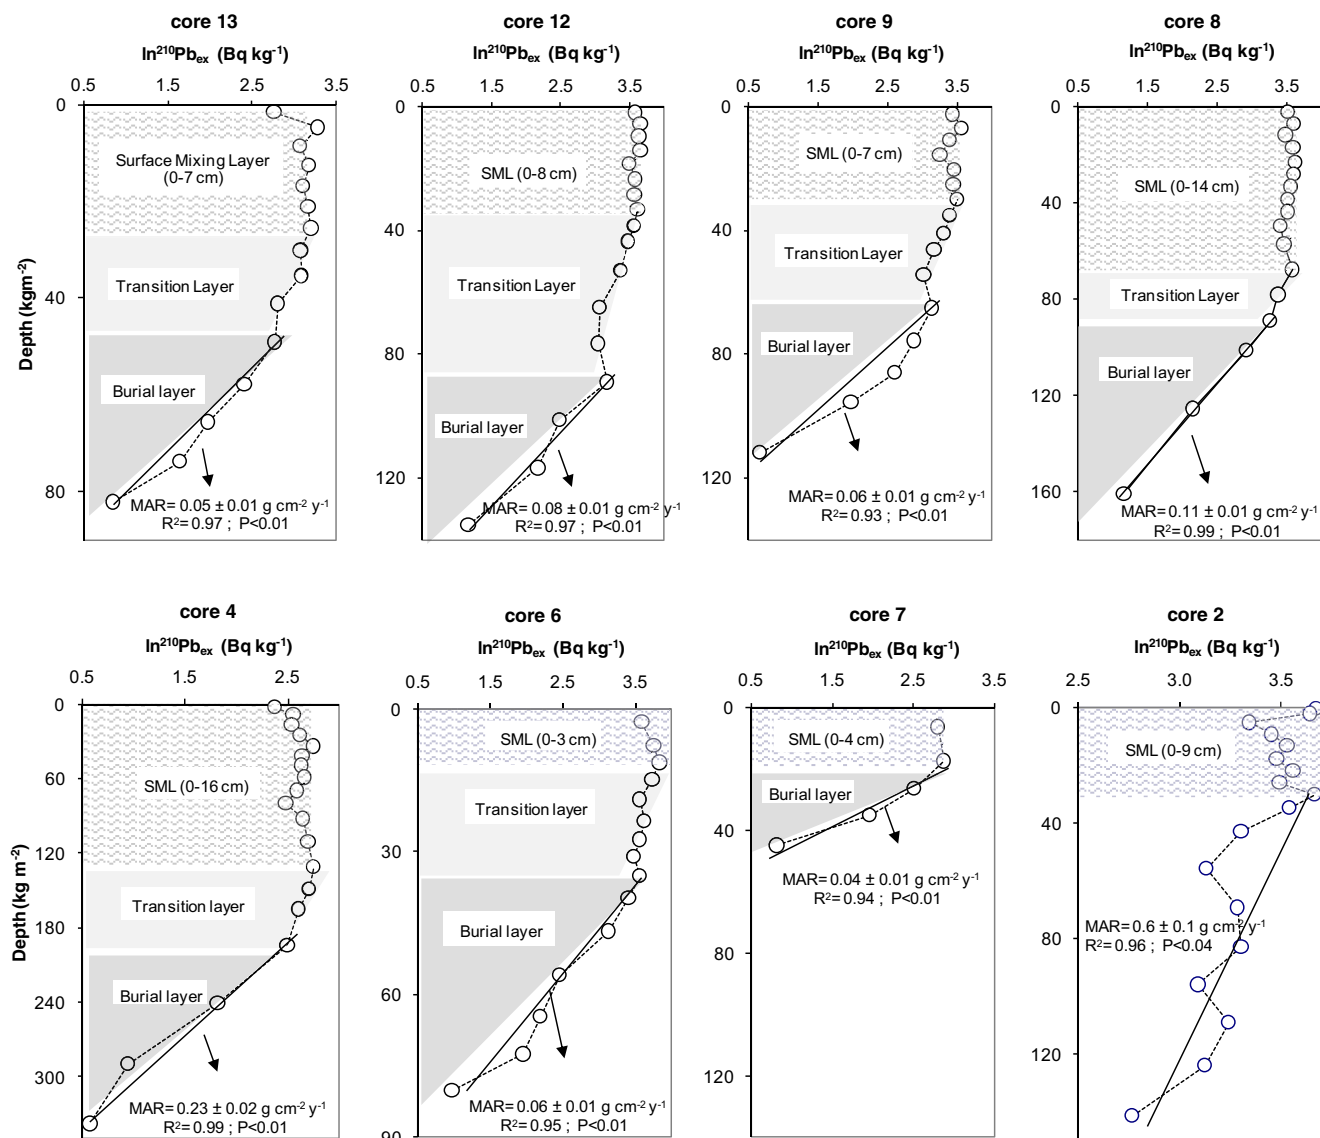 core 13
ln²¹⁰Pbₑₓ (Bq kg⁻¹)
0.5 1.5 2.5 3.5
0
40
80
Depth (kgm⁻²)
Surface Mixing Layer
(0-7 cm)
Transition Layer
Burial layer
MAR= 0.05 ± 0.01 g cm⁻² y⁻¹
R²=0.97 ; P<0.01
core 12
ln²¹⁰Pbₑₓ (Bq kg⁻¹)
0.5 1.5 2.5 3.5
0
40
80
120
SML (0-8 cm)
Transition Layer
Burial layer
MAR= 0.08 ± 0.01 g cm⁻² y⁻¹
R²=0.97 ; P<0.01
core 9
ln²¹⁰Pbₑₓ (Bq kg⁻¹)
0.5 1.5 2.5 3.5
0
40
80
120
SML (0-7 cm)
Transition Layer
Burial layer
MAR= 0.06 ± 0.01 g cm⁻² y⁻¹
R²=0.93 ; P<0.01
core 8
ln²¹⁰Pbₑₓ (Bq kg⁻¹)
0.5 1.5 2.5 3.5
0
40
80
120
160
SML (0-14 cm)
Transition Layer
Burial layer
MAR= 0.11 ± 0.01 g cm⁻² y⁻¹
R²=0.99 ; P<0.01
core 4
ln²¹⁰Pbₑₓ (Bq kg⁻¹)
0.5 1.5 2.5
0
60
120
180
240
300
Depth (kg m⁻²)
SML (0-16 cm)
Transition layer
Burial layer
MAR= 0.23 ± 0.02 g cm⁻² y⁻¹
R²=0.99 ; P<0.01
core 6
ln²¹⁰Pbₑₓ (Bq kg⁻¹)
0.5 1.5 2.5 3.5
0
30
60
90
SML (0-3 cm)
Transition layer
Burial layer
MAR= 0.06 ± 0.01 g cm⁻² y⁻¹
R²=0.95 ; P<0.01
core 7
ln²¹⁰Pbₑₓ (Bq kg⁻¹)
0.5 1.5 2.5 3.5
0
40
80
120
SML (0-4 cm)
Burial layer
MAR= 0.04 ± 0.01 g cm⁻² y⁻¹
R²=0.94 ; P<0.01
core 2
ln²¹⁰Pbₑₓ (Bq kg⁻¹)
2.5 3.0 3.5
0
40
80
120
SML (0-9 cm)
MAR= 0.6 ± 0.1 g cm⁻² y⁻¹
R²=0.96 ; P<0.04